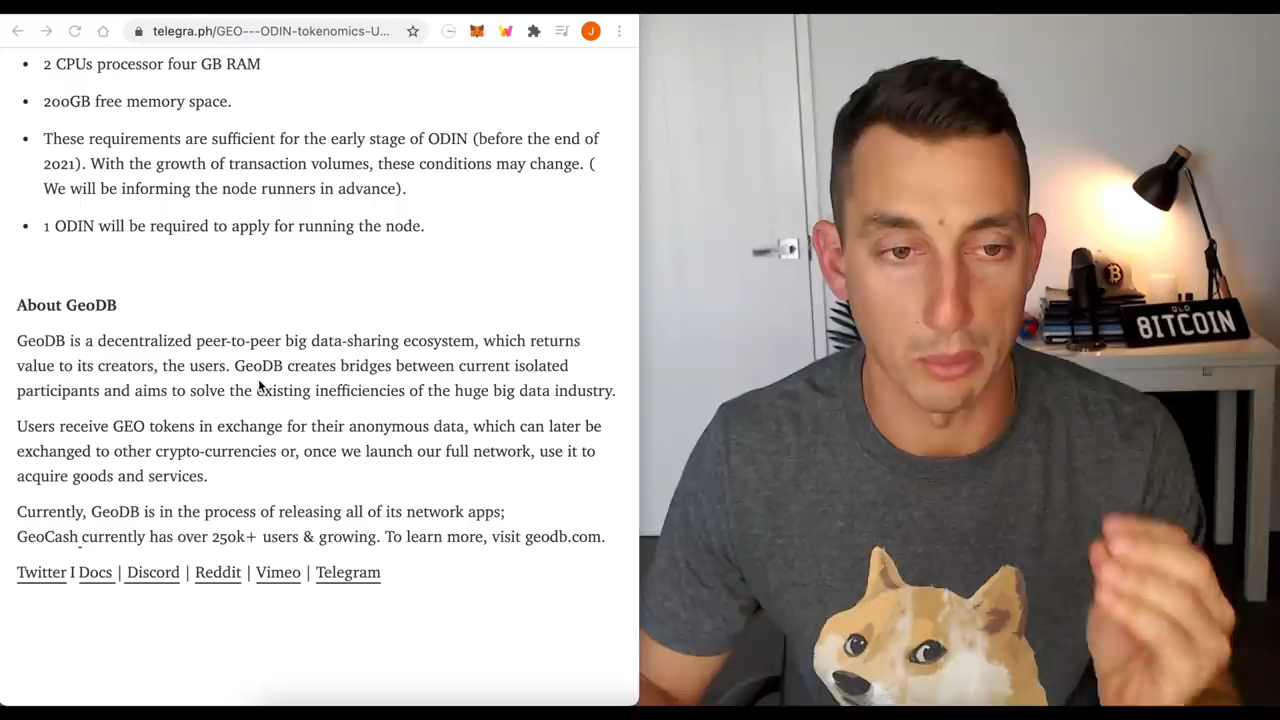 telegra.ph/GEO---ODIN-tokenomics-U...
J
2 CPUs processor four GB RAM
200GB free memory space.
These requirements are sufficient for the early stage of ODIN (before the end of
2021). With the growth of transaction volumes, these conditions may change. (
We will be informing the node runners in advance).
1 ODIN will be required to apply for running the node.
About GeoDB
GeoDB is a decentralized peer-to-peer big data-sharing ecosystem, which returns
value to its creators, the users. GeoDB creates bridges between current isolated
participants and aims to solve the existing inefficiencies of the huge big data industry.
Users receive GEO tokens in exchange for their anonymous data, which can later be
exchanged to other crypto-currencies or, once we launch our full network, use it to
acquire goods and services.
Currently, GeoDB is in the process of releasing all of its network apps;
GeoCash currently has over 250k+ users & growing. To learn more, visit geodb.com.
Twitter I Docs | Discord | Reddit | Vimeo | Telegram
QLD
8ITCOIN